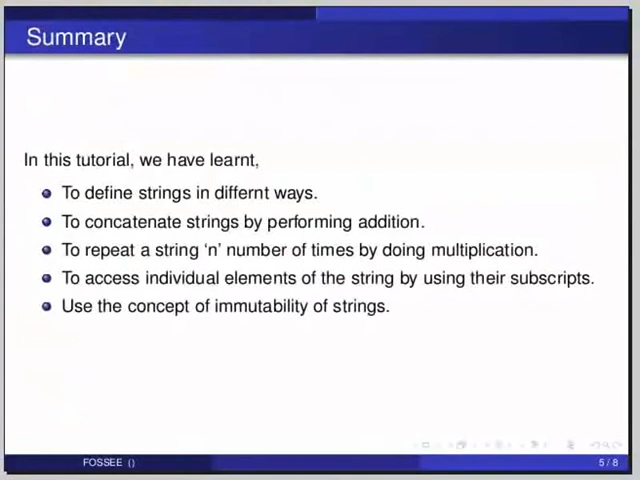 Summary
In this tutorial, we have learnt,
To define strings in differnt ways.
To concatenate strings by performing addition.
To repeat a string ‘n’ number of times by doing multiplication.
To access individual elements of the string by using their subscripts.
Use the concept of immutability of strings.
FOSSEE () 5 / 8